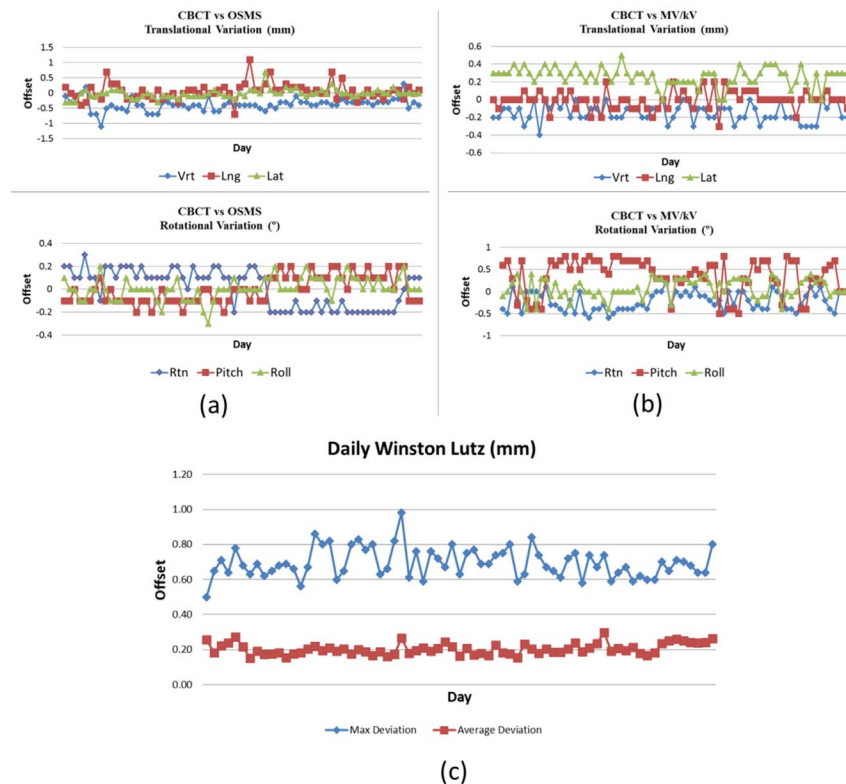 CBCT vs OSMS
Translational Variation (mm)
1.5
1
0.5
0
-0.5
-1
-1.5
Offset
Day
Vrt Lng Lat
CBCT vs OSMS
Rotational Variation (º)
0.4
0.2
0
-0.2
-0.4
Offset
Day
Rtn Pitch Roll
(a)
CBCT vs MV/kV
Translational Variation (mm)
0.6
0.4
0.2
0
-0.2
-0.4
-0.6
Offset
Day
Vrt Lng Lat
CBCT vs MV/kV
Rotational Variation (º)
1
0.5
0
-0.5
-1
Offset
Day
Rtn Pitch Roll
(b)
Daily Winston Lutz (mm)
1.20
1.00
0.80
0.60
0.40
0.20
0.00
Offset
Day
Max Deviation Average Deviation
(c)